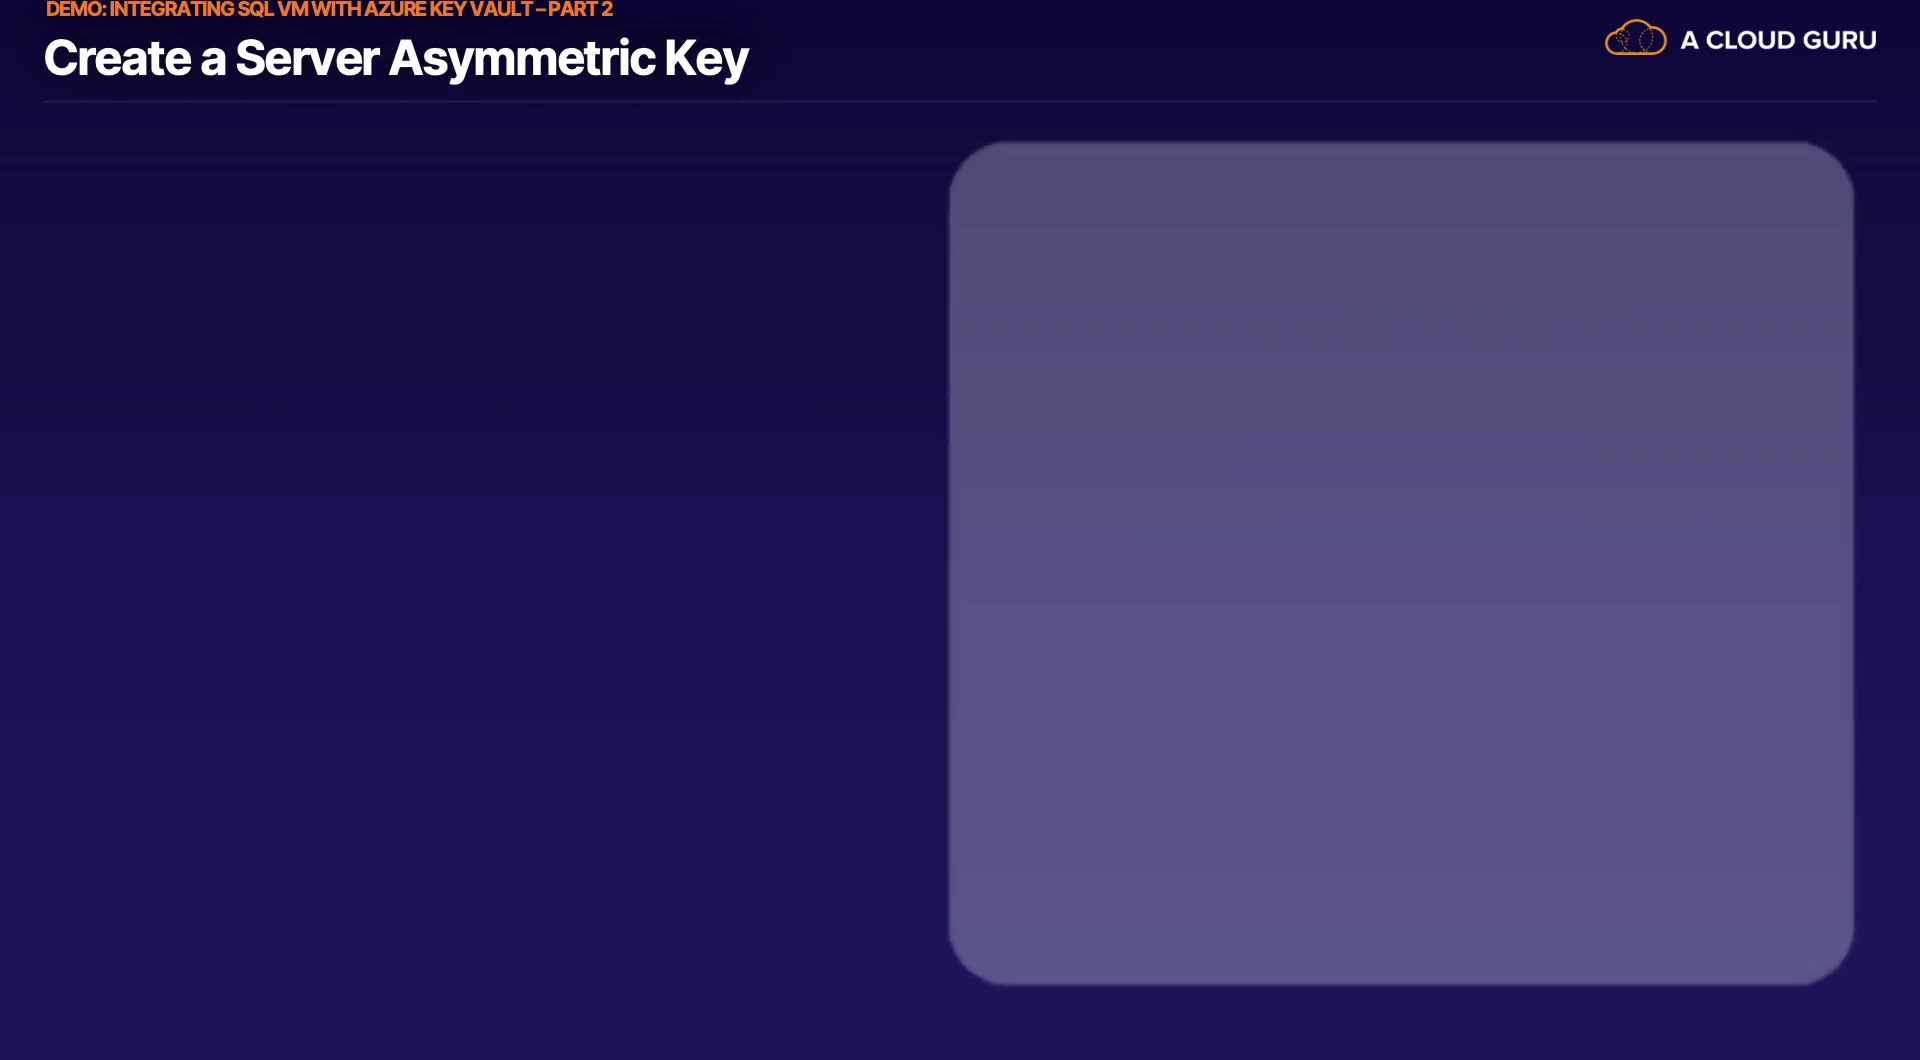 DEMO: INTEGRATING SQL VM WITH AZURE KEY VAULT – PART 2
Create a Server Asymmetric Key
A CLOUD GURU